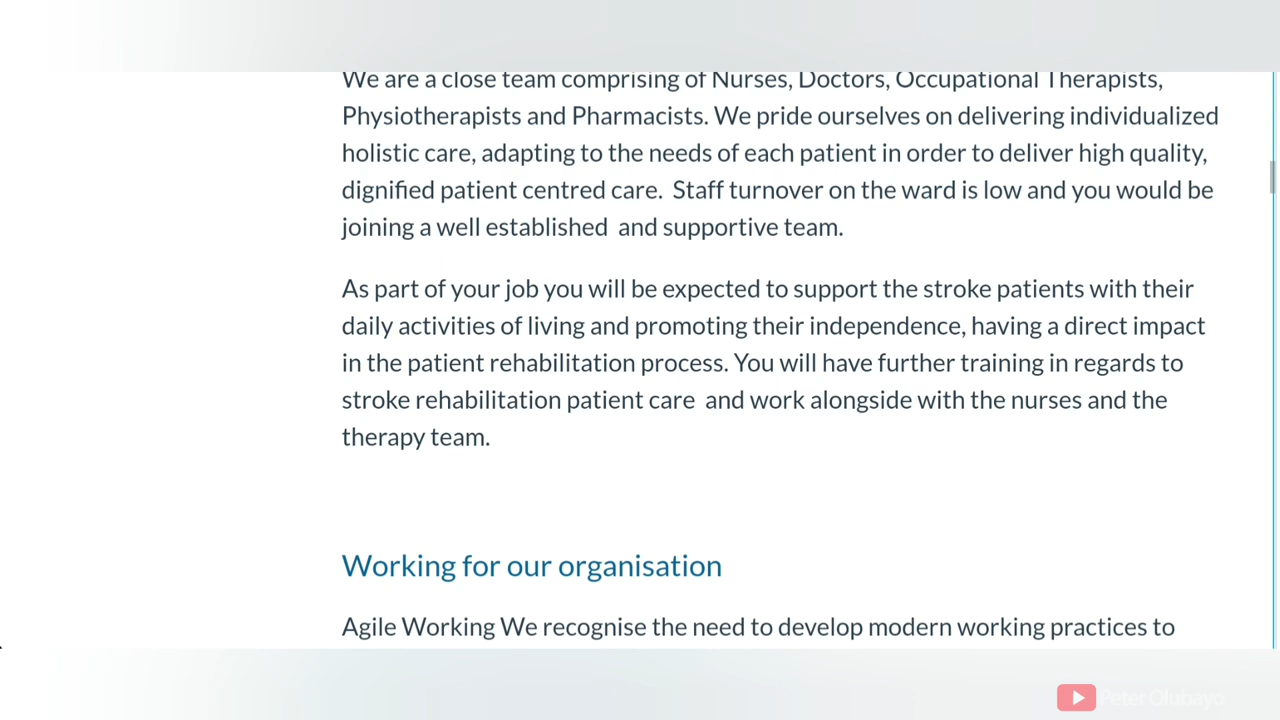 We are a close team comprising of Nurses, Doctors, Occupational Therapists,
Physiotherapists and Pharmacists. We pride ourselves on delivering individualized
holistic care, adapting to the needs of each patient in order to deliver high quality,
dignified patient centred care.  Staff turnover on the ward is low and you would be
joining a well established  and supportive team.
As part of your job you will be expected to support the stroke patients with their
daily activities of living and promoting their independence, having a direct impact
in the patient rehabilitation process. You will have further training in regards to
stroke rehabilitation patient care  and work alongside with the nurses and the
therapy team.
Working for our organisation
Agile Working We recognise the need to develop modern working practices to
Peter Olubayo